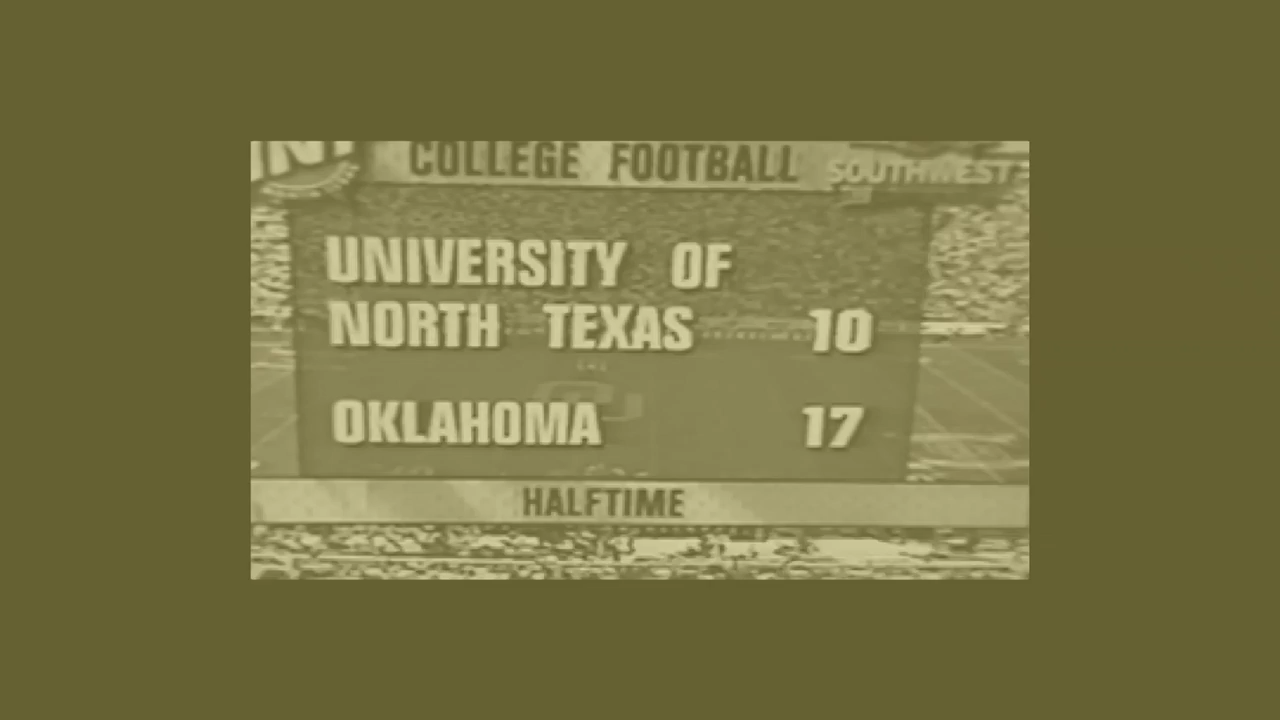 COLLEGE FOOTBALL
SOUTHWEST
UNIVERSITY OF
NORTH TEXAS 10
OKLAHOMA 17
HALFTIME